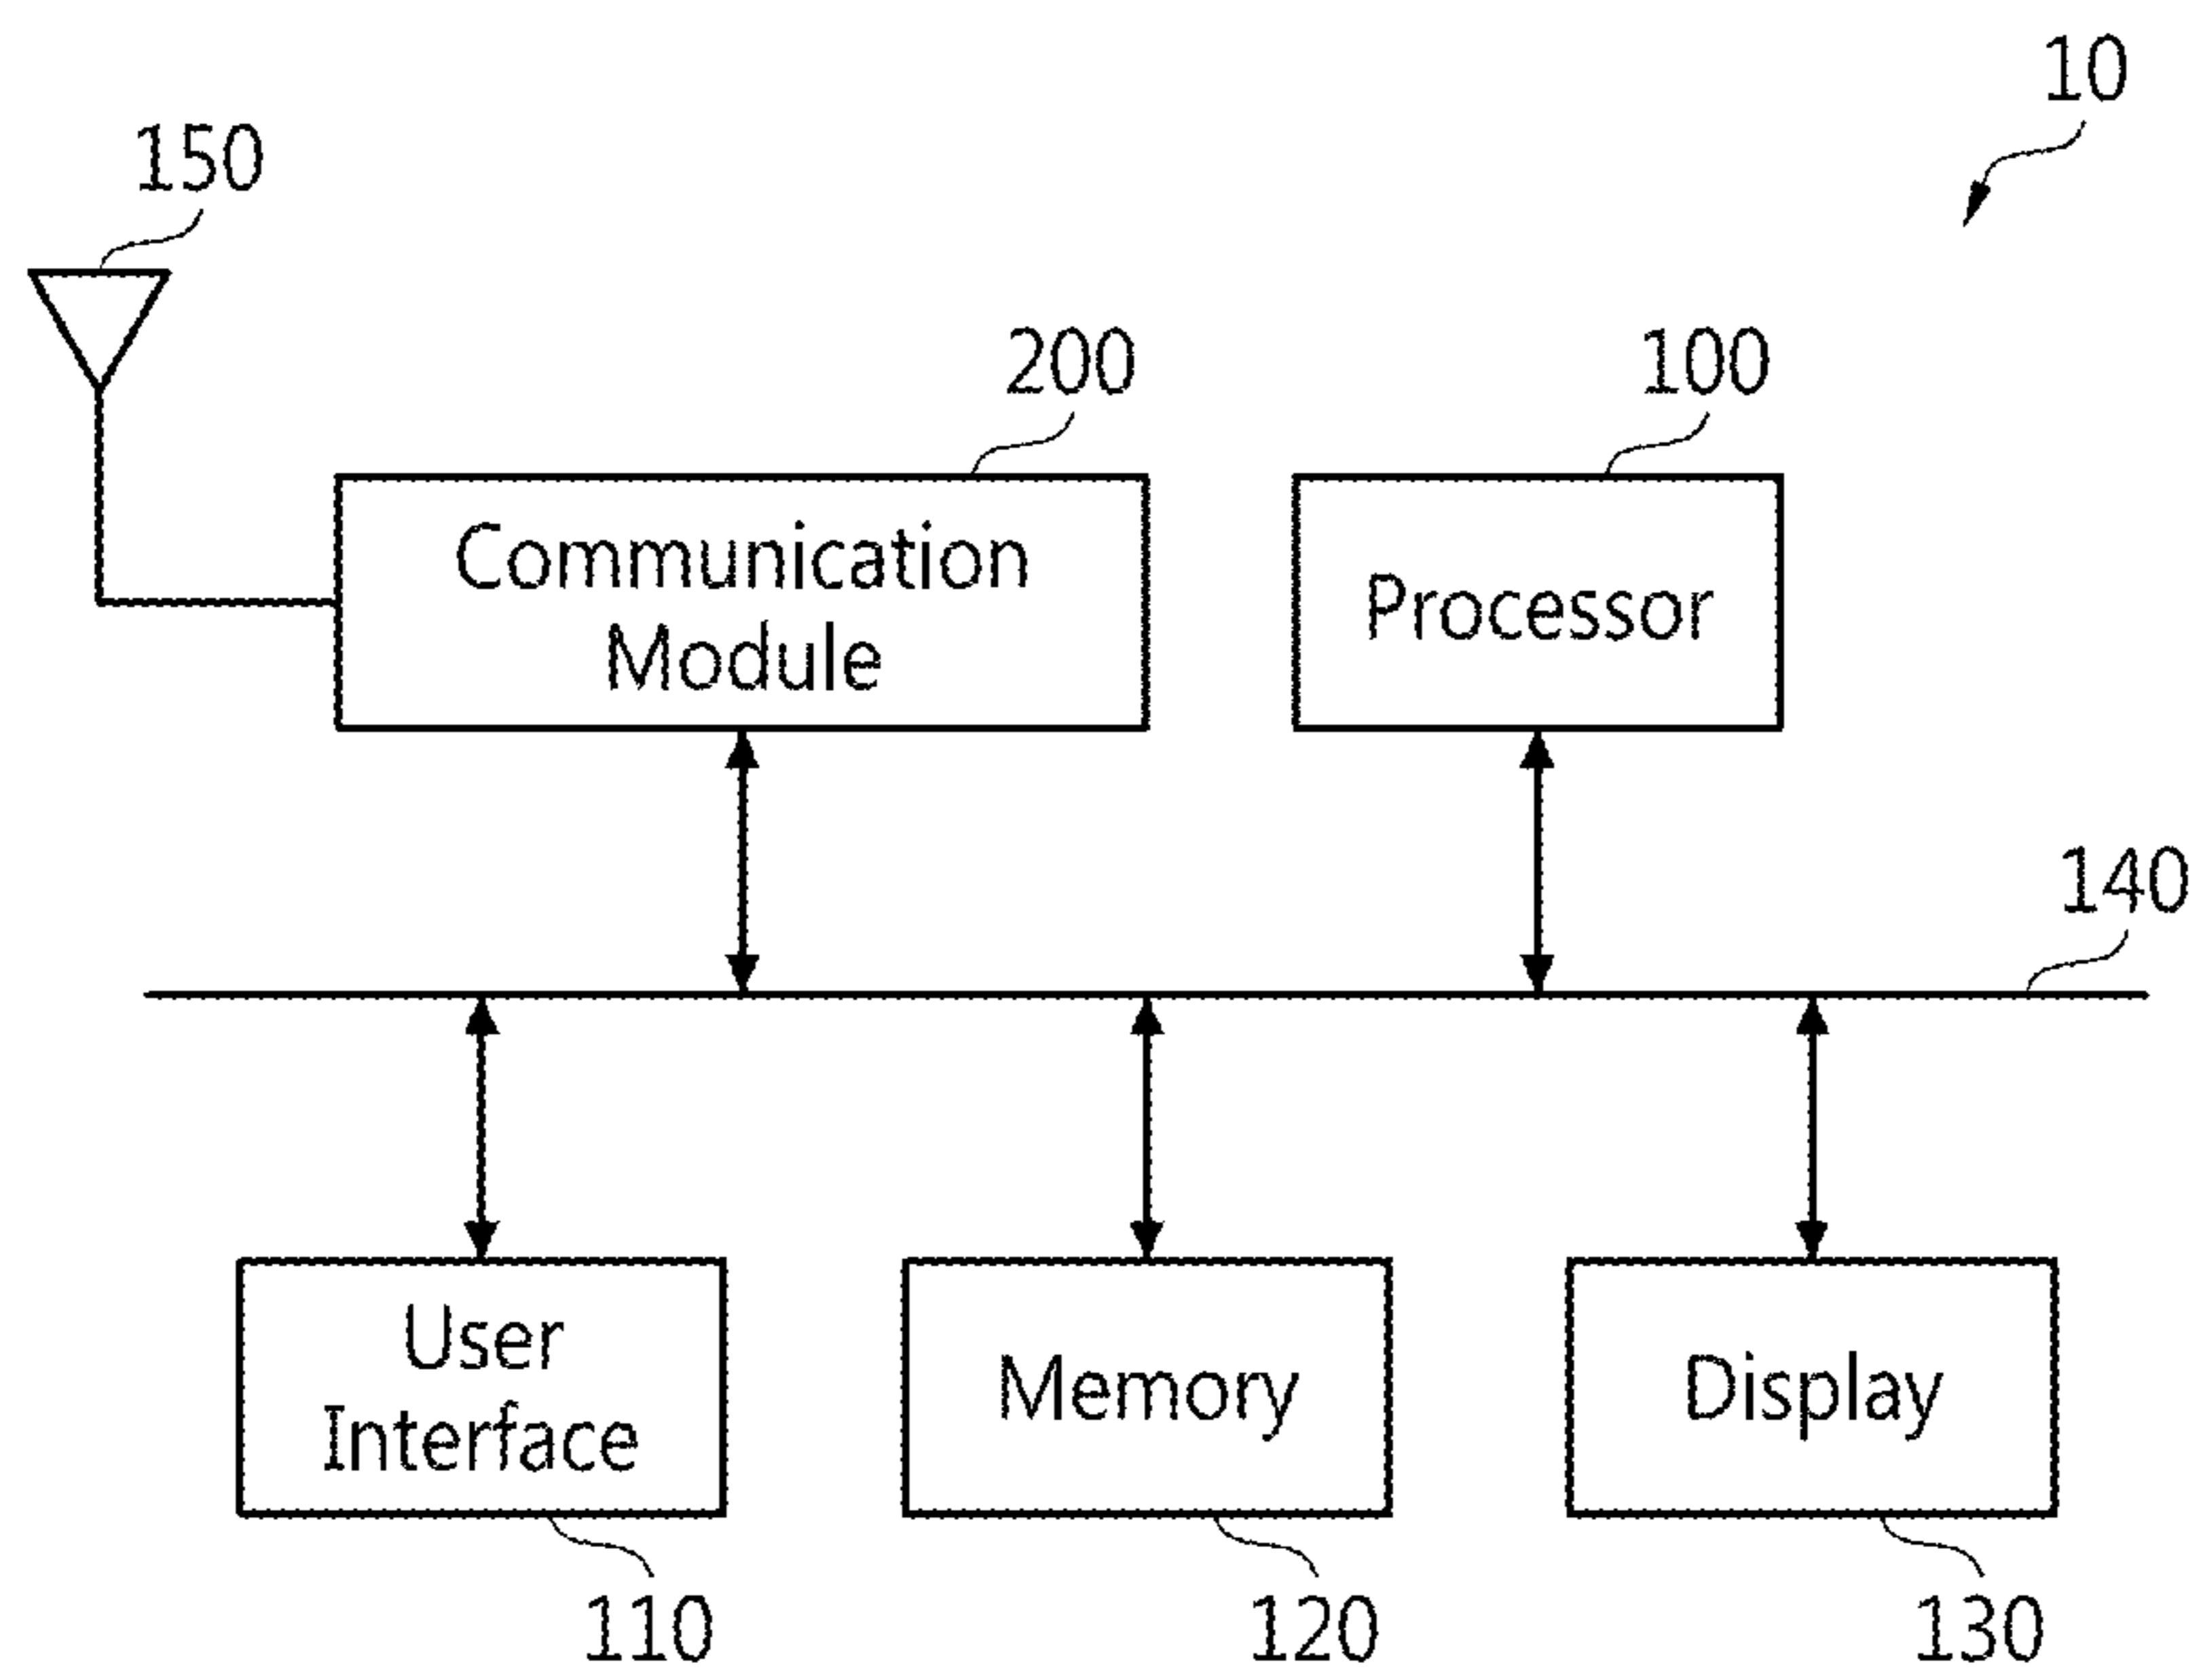 10
150
200
100
Communication
Module
Processor
140
User
Interface
Memory
Display
110
120
130